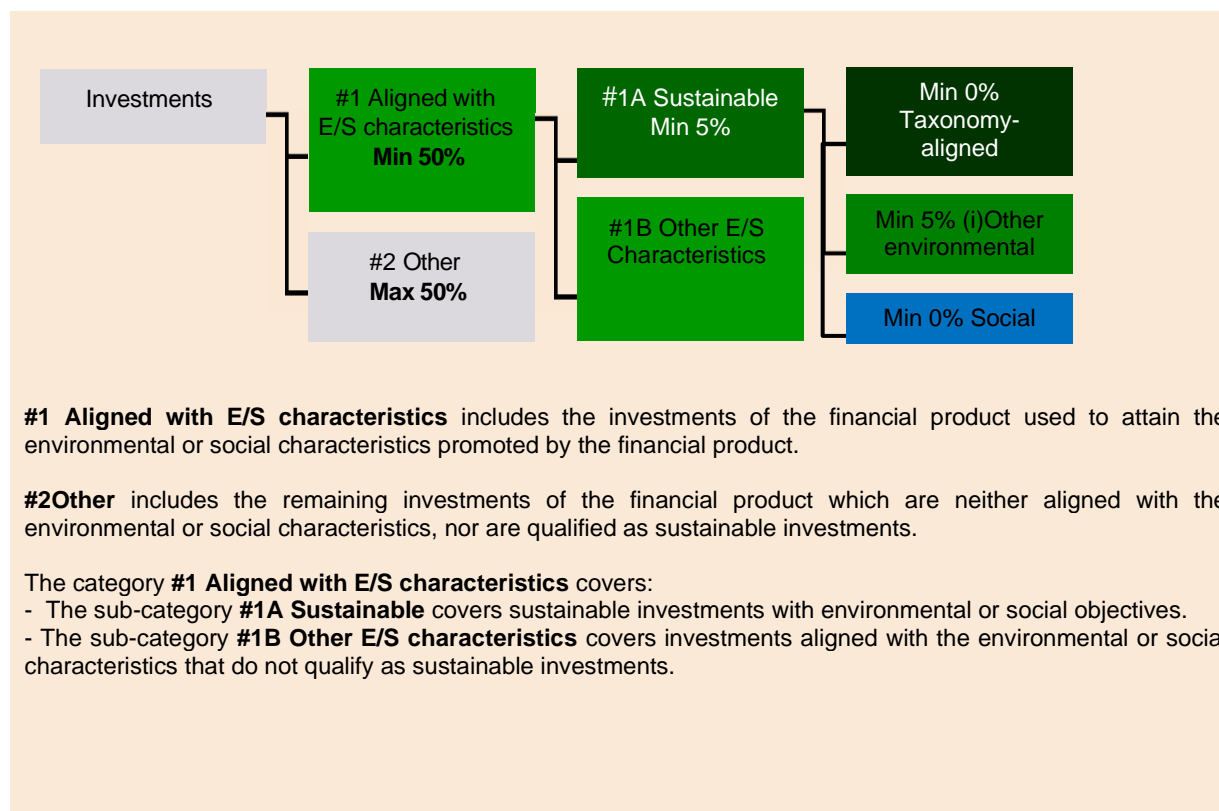 Investments
#1 Aligned with
E/S characteristics
Min 50%
#2 Other
Max 50%
#1A Sustainable
Min 5%
#1B Other E/S
Characteristics
Min 0%
Taxonomy-
aligned
Min 5% (i)Other
environmental
Min 0% Social
#1 Aligned with E/S characteristics includes the investments of the financial product used to attain the
environmental or social characteristics promoted by the financial product.
#2Other includes the remaining investments of the financial product which are neither aligned with the
environmental or social characteristics, nor are qualified as sustainable investments.
The category #1 Aligned with E/S characteristics covers:
- The sub-category #1A Sustainable covers sustainable investments with environmental or social objectives.
- The sub-category #1B Other E/S characteristics covers investments aligned with the environmental or social
characteristics that do not qualify as sustainable investments.